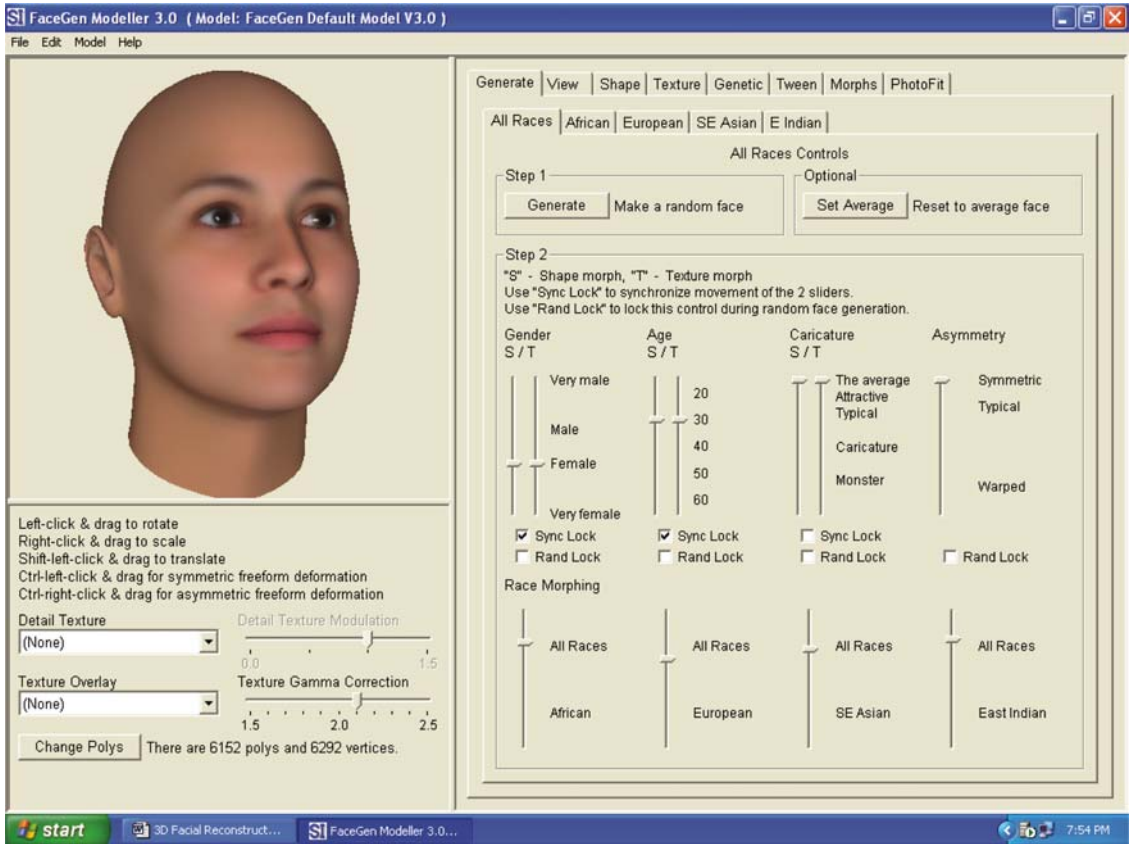 SI FaceGen Modeller 3.0 ( Model: FaceGen Default Model V3.0 )
File Edit Model Help
Generate View Shape Texture Genetic Tween Morphs PhotoFit
All Races African European SE Asian E Indian
All Races Controls
Step 1
Generate Make a random face
Optional
Set Average Reset to average face
Step 2
"S" - Shape morph, "T" - Texture morph
Use "Sync Lock" to synchronize movement of the 2 sliders.
Use "Rand Lock" to lock this control during random face generation.
Gender
S / T
Very male
Male
Female
Very female
Sync Lock
Rand Lock
Age
S / T
20
30
40
50
60
Sync Lock
Rand Lock
Caricature
S / T
The average
Attractive
Typical
Caricature
Monster
Sync Lock
Rand Lock
Asymmetry
Symmetric
Typical
Warped
Rand Lock
Race Morphing
All Races
African
All Races
European
All Races
SE Asian
All Races
East Indian
Left-click & drag to rotate
Right-click & drag to scale
Shift-left-click & drag to translate
Ctrl-left-click & drag for symmetric freeform deformation
Ctrl-right-click & drag for asymmetric freeform deformation
Detail Texture
(None)
Detail Texture Modulation
0.0 1.5
Texture Overlay
(None)
Texture Gamma Correction
1.5 2.0 2.5
Change Polys There are 6152 polys and 6292 vertices.
start 3D Facial Reconstruct... SI FaceGen Modeller 3.0... 7:54 PM